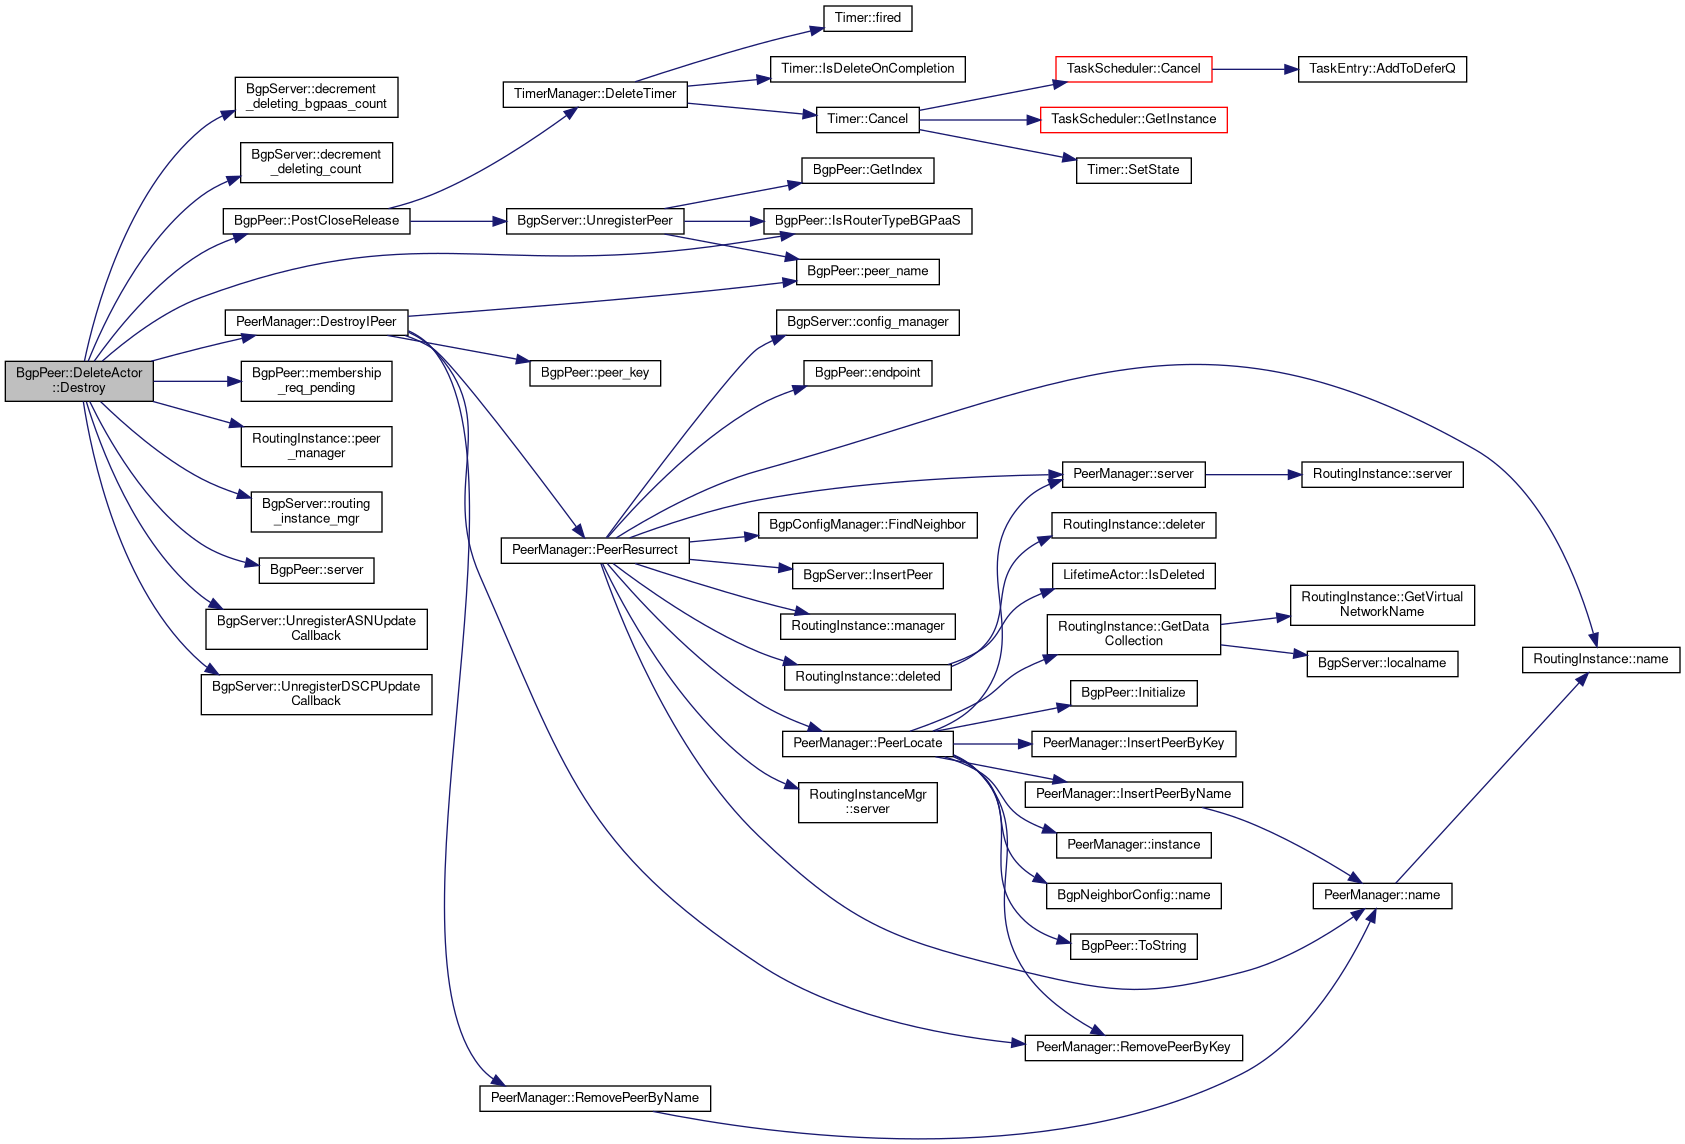 BgpPeer::DeleteActor
::Destroy
BgpServer::decrement
_deleting_bgpaas_count
BgpServer::decrement
_deleting_count
BgpPeer::PostCloseRelease
PeerManager::DestroyIPeer
BgpPeer::membership
_req_pending
RoutingInstance::peer
_manager
BgpServer::routing
_instance_mgr
BgpPeer::server
BgpServer::UnregisterASNUpdate
Callback
BgpServer::UnregisterDSCPUpdate
Callback
TimerManager::DeleteTimer
BgpServer::UnregisterPeer
BgpPeer::peer_key
PeerManager::PeerResurrect
PeerManager::RemovePeerByName
Timer::fired
Timer::IsDeleteOnCompletion
Timer::Cancel
BgpPeer::GetIndex
BgpPeer::IsRouterTypeBGPaaS
BgpPeer::peer_name
BgpServer::config_manager
BgpPeer::endpoint
BgpConfigManager::FindNeighbor
BgpServer::InsertPeer
RoutingInstance::manager
RoutingInstance::deleted
PeerManager::PeerLocate
RoutingInstanceMgr
::server
TaskScheduler::Cancel
TaskScheduler::GetInstance
Timer::SetState
PeerManager::server
RoutingInstance::deleter
LifetimeActor::IsDeleted
RoutingInstance::GetData
Collection
BgpPeer::Initialize
PeerManager::InsertPeerByKey
PeerManager::InsertPeerByName
PeerManager::instance
BgpNeighborConfig::name
BgpPeer::ToString
PeerManager::RemovePeerByKey
TaskEntry::AddToDeferQ
RoutingInstance::server
RoutingInstance::GetVirtual
NetworkName
BgpServer::localname
PeerManager::name
RoutingInstance::name